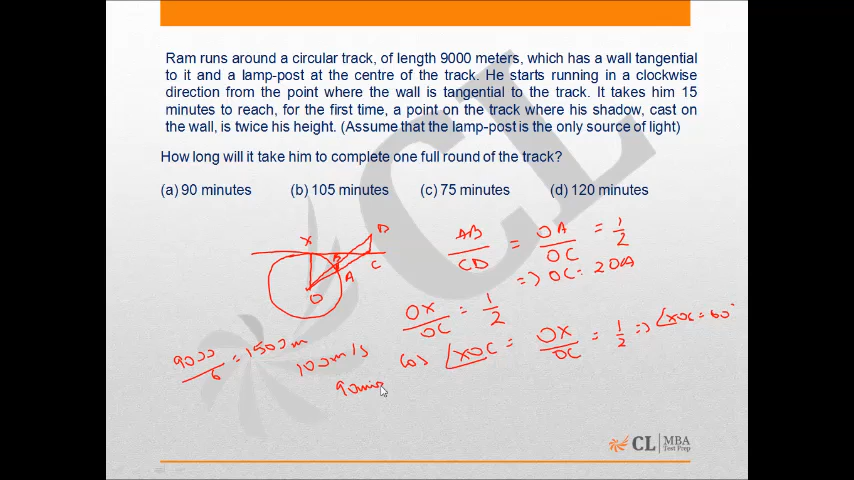 Ram runs around a circular track, of length 9000 meters, which has a wall tangential
to it and a lamp-post at the centre of the track. He starts running in a clockwise
direction from the point where the wall is tangential to the track. It takes him 15
minutes to reach, for the first time, a point on the track where his shadow, cast on
the wall, is twice his height. (Assume that the lamp-post is the only source of light)
How long will it take him to complete one full round of the track?
(a) 90 minutes (b) 105 minutes (c) 75 minutes (d) 120 minutes
X D
B
A C
O
AB/CD = OA/OC = 1/2
=> OC = 2OA
OX/OC = 1/2
cos ∠XOC = OX/OC = 1/2 => ∠XOC = 60°
9000/6 = 1500m
100m/s
90min
CL
CL MBA
Test Prep